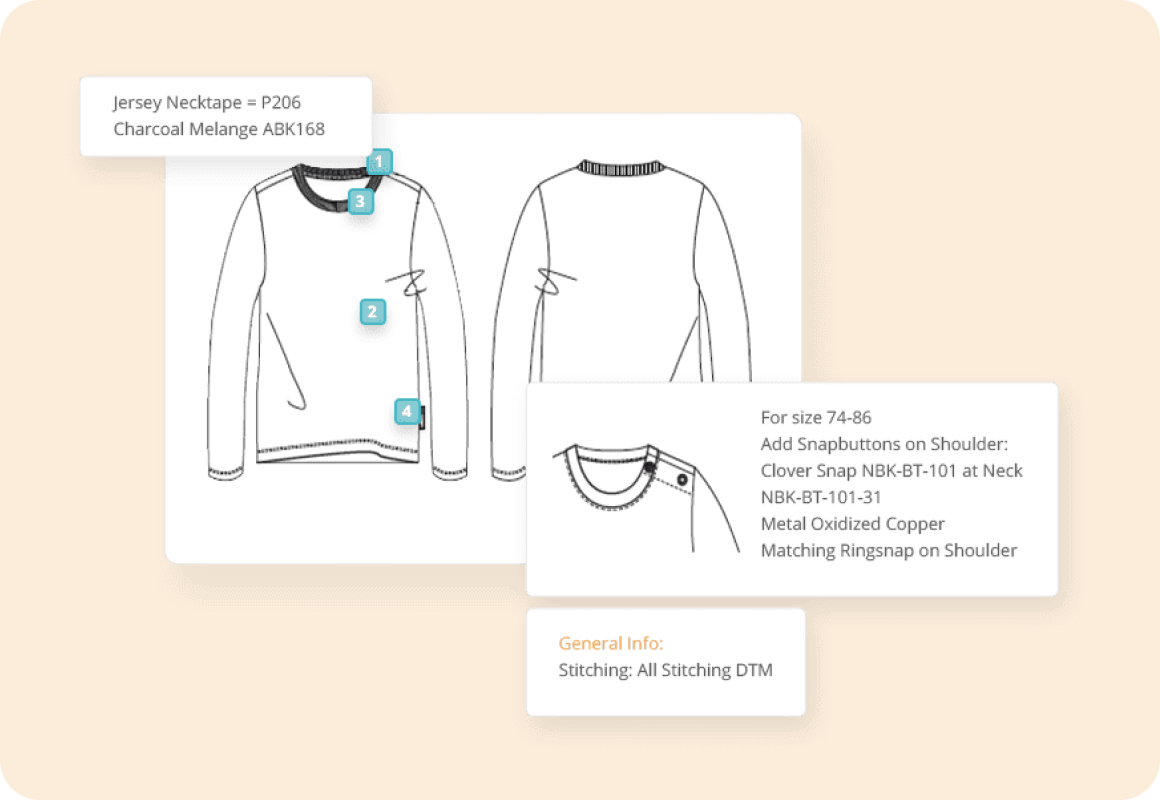 Jersey Necktape = P206
Charcoal Melange ABK168
1
3
2
4
For size 74-86
Add Snapbuttons on Shoulder:
Clover Snap NBK-BT-101 at Neck
NBK-BT-101-31
Metal Oxidized Copper
Matching Ringsnap on Shoulder
General Info:
Stitching: All Stitching DTM